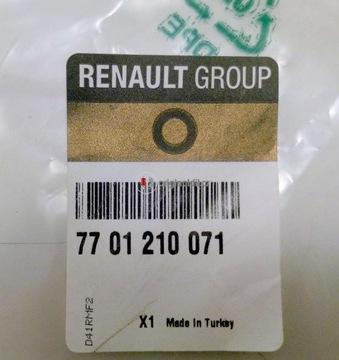 RENAULT GROUP
77 01 210 071
D41RMF2
X1 Made In Turkey